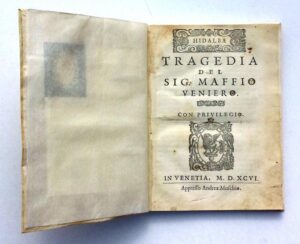 HIDALBA
TRAGEDIA
DEL
SIG. MAFFIO
VENIERO.
CON PRIVILEGIO.
IN VENETIA, M. D. XCVI.
Appresso Andrea Muschio.